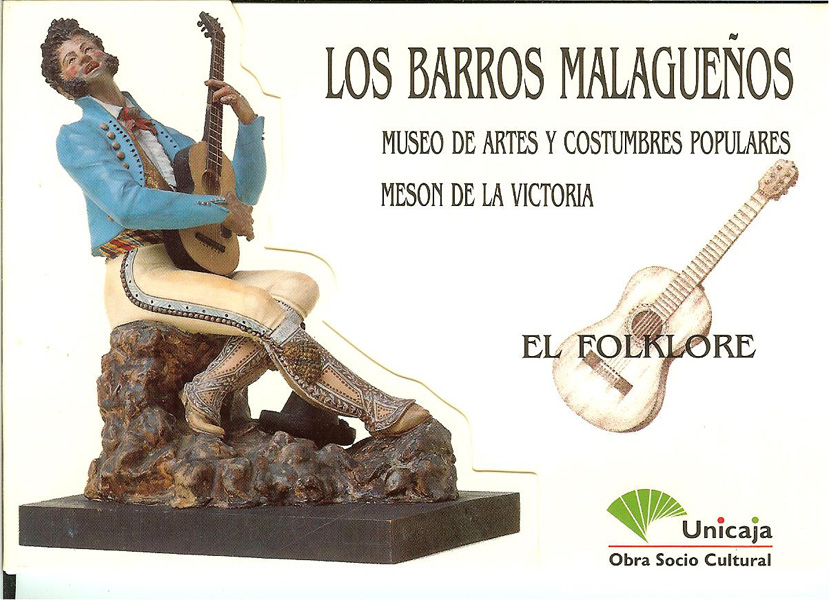 LOS BARROS MALAGUEÑOS
MUSEO DE ARTES Y COSTUMBRES POPULARES
MESON DE LA VICTORIA
EL FOLKLORE
Unicaja
Obra Socio Cultural